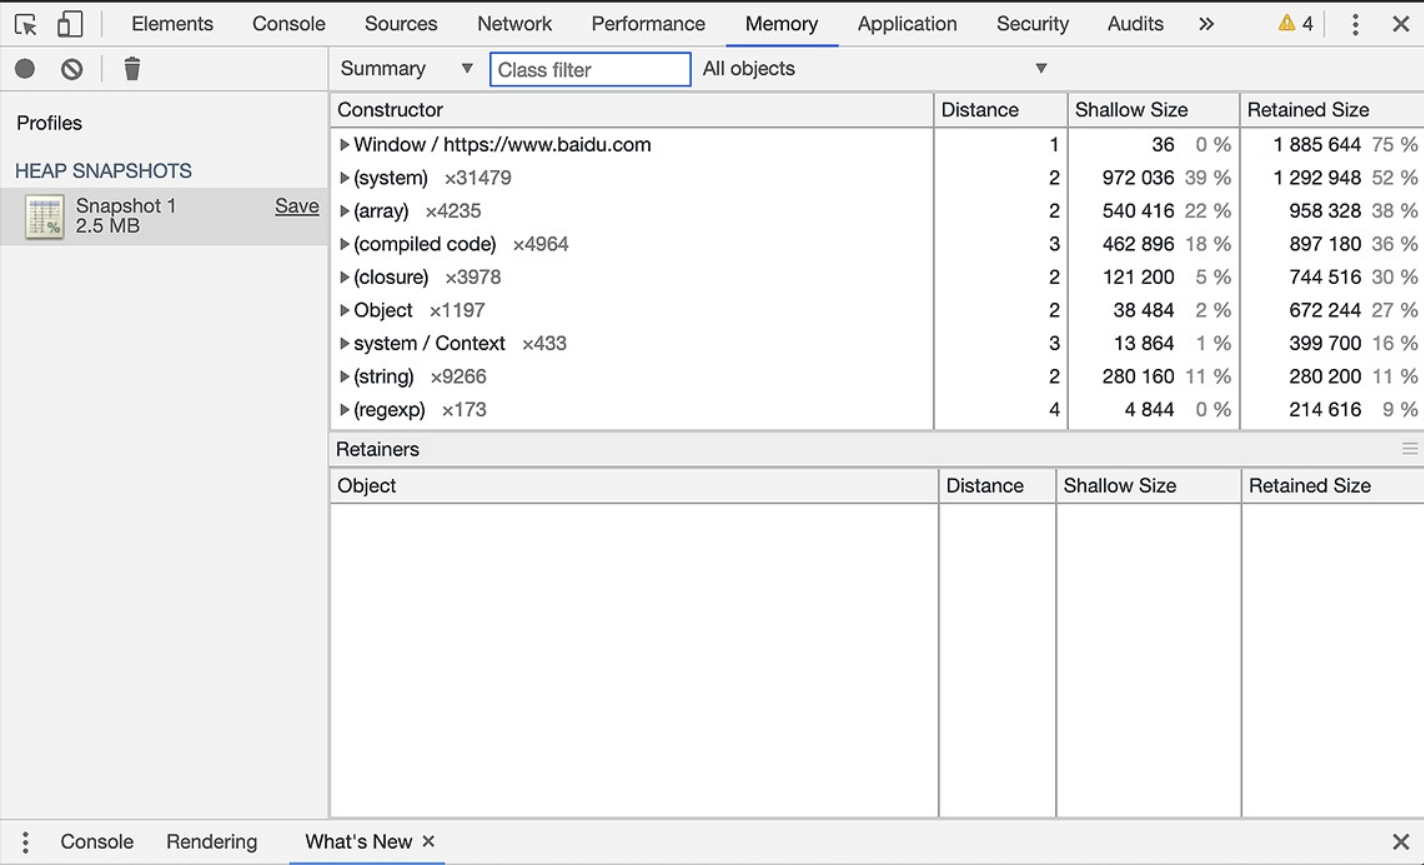 Elements Console Sources Network Performance Memory Application Security Audits » 4
Summary Class filter All objects
Profiles
HEAP SNAPSHOTS
Snapshot 1 Save
2.5 MB
Constructor Distance Shallow Size Retained Size
Window / https://www.baidu.com 1 36 0 % 1 885 644 75 %
(system) ×31479 2 972 036 39 % 1 292 948 52 %
(array) ×4235 2 540 416 22 % 958 328 38 %
(compiled code) ×4964 3 462 896 18 % 897 180 36 %
(closure) ×3978 2 121 200 5 % 744 516 30 %
Object ×1197 2 38 484 2 % 672 244 27 %
system / Context ×433 3 13 864 1 % 399 700 16 %
(string) ×9266 2 280 160 11 % 280 200 11 %
(regexp) ×173 4 4 844 0 % 214 616 9 %
Retainers
Object Distance Shallow Size Retained Size
Console Rendering What's New ×